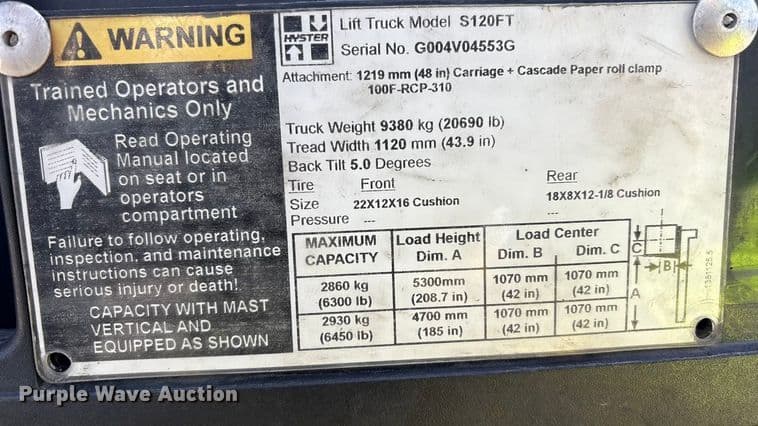 WARNING
Trained Operators and
Mechanics Only
Read Operating
Manual located
on seat or in
operators
compartment
Failure to follow operating,
inspection, and maintenance
instructions can cause
serious injury or death!
CAPACITY WITH MAST
VERTICAL AND
EQUIPPED AS SHOWN
HYSTER
Lift Truck Model S120FT
Serial No. G004V04553G
Attachment: 1219 mm (48 in) Carriage + Cascade Paper roll clamp
100F-RCP-310
Truck Weight 9380 kg (20690 lb)
Tread Width 1120 mm (43.9 in)
Back Tilt 5.0 Degrees
Tire Front Rear
Size 22X12X16 Cushion 18X8X12-1/8 Cushion
Pressure --- ---
MAXIMUM CAPACITY Load Height Dim. A Load Center Dim. B Dim. C
2860 kg (6300 lb) 5300mm (208.7 in) 1070 mm (42 in) 1070 mm (42 in)
2930 kg (6450 lb) 4700 mm (185 in) 1070 mm (42 in) 1070 mm (42 in)
C
B
A
Purple Wave Auction